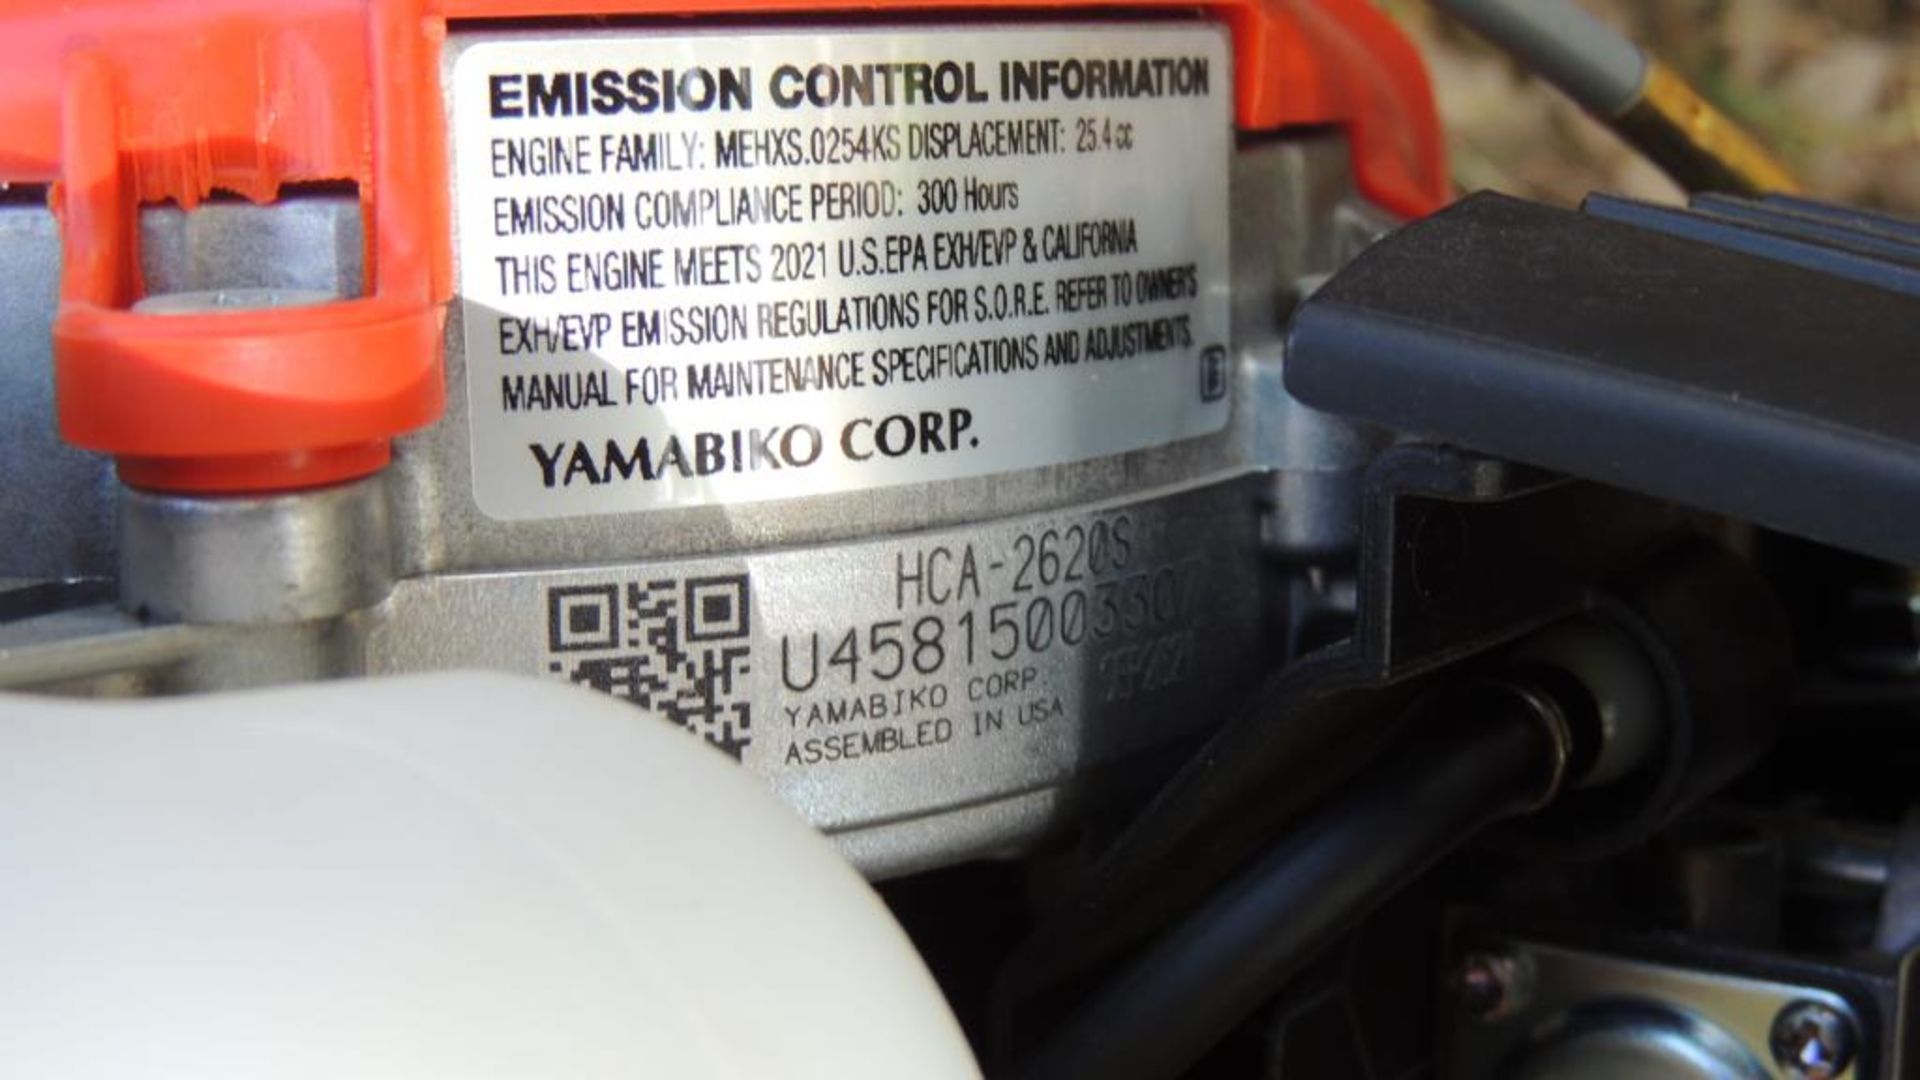 EMISSION CONTROL INFORMATION
ENGINE FAMILY: MEHXS.0254KS DISPLACEMENT: 25.4 cc
EMISSION COMPLIANCE PERIOD: 300 Hours
THIS ENGINE MEETS 2021 U.S.EPA EXH/EVP & CALIFORNIA
EXH/EVP EMISSION REGULATIONS FOR S.O.R.E. REFER TO OWNER'S
MANUAL FOR MAINTENANCE SPECIFICATIONS AND ADJUSTMENTS.
YAMABIKO CORP.
HCA-2620S
U45815003307
YAMABIKO CORP.
ASSEMBLED IN USA